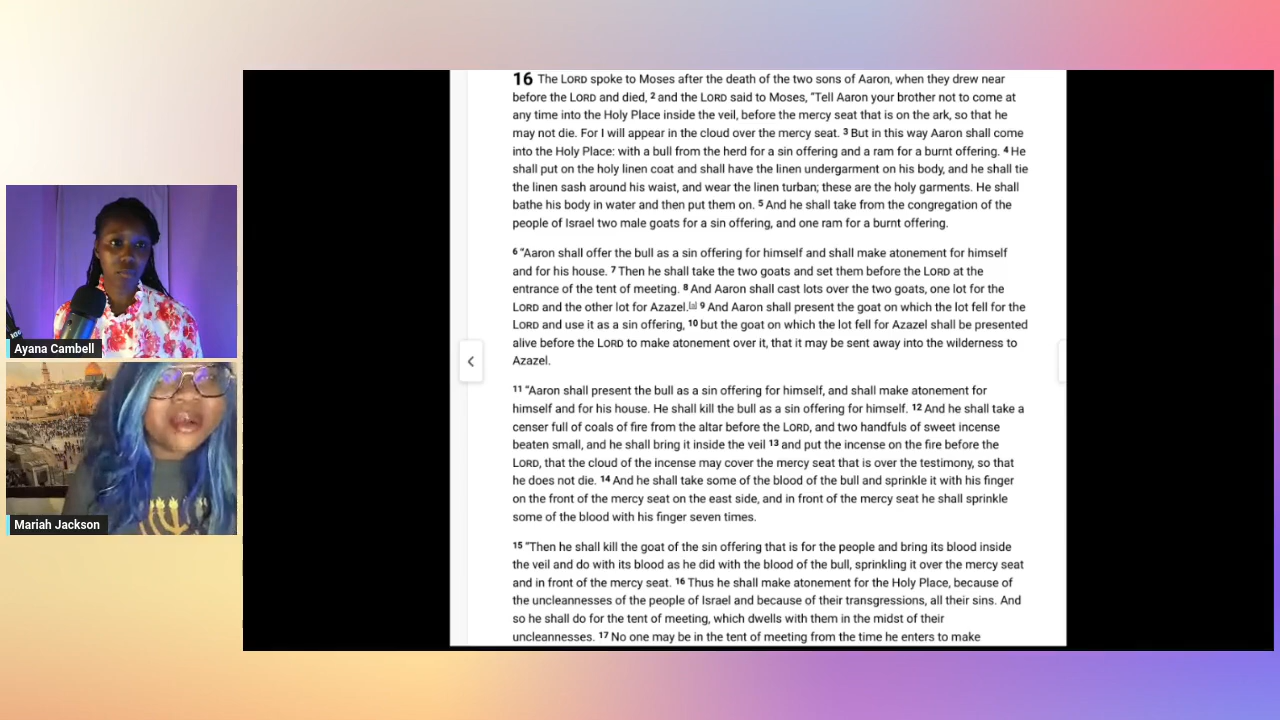 16 The LORD spoke to Moses after the death of the two sons of Aaron, when they drew near
before the LORD and died, 2 and the LORD said to Moses, “Tell Aaron your brother not to come at
any time into the Holy Place inside the veil, before the mercy seat that is on the ark, so that he
may not die. For I will appear in the cloud over the mercy seat. 3 But in this way Aaron shall come
into the Holy Place: with a bull from the herd for a sin offering and a ram for a burnt offering. 4 He
shall put on the holy linen coat and shall have the linen undergarment on his body, and he shall tie
the linen sash around his waist, and wear the linen turban; these are the holy garments. He shall
bathe his body in water and then put them on. 5 And he shall take from the congregation of the
people of Israel two male goats for a sin offering, and one ram for a burnt offering.
6 “Aaron shall offer the bull as a sin offering for himself and shall make atonement for himself
and for his house. 7 Then he shall take the two goats and set them before the LORD at the
entrance of the tent of meeting. 8 And Aaron shall cast lots over the two goats, one lot for the
LORD and the other lot for Azazel.[a] 9 And Aaron shall present the goat on which the lot fell for the
LORD and use it as a sin offering, 10 but the goat on which the lot fell for Azazel shall be presented
alive before the LORD to make atonement over it, that it may be sent away into the wilderness to
Azazel.
11 “Aaron shall present the bull as a sin offering for himself, and shall make atonement for
himself and for his house. He shall kill the bull as a sin offering for himself. 12 And he shall take a
censer full of coals of fire from the altar before the LORD, and two handfuls of sweet incense
beaten small, and he shall bring it inside the veil 13 and put the incense on the fire before the
LORD, that the cloud of the incense may cover the mercy seat that is over the testimony, so that
he does not die. 14 And he shall take some of the blood of the bull and sprinkle it with his finger
on the front of the mercy seat on the east side, and in front of the mercy seat he shall sprinkle
some of the blood with his finger seven times.
15 “Then he shall kill the goat of the sin offering that is for the people and bring its blood inside
the veil and do with its blood as he did with the blood of the bull, sprinkling it over the mercy seat
and in front of the mercy seat. 16 Thus he shall make atonement for the Holy Place, because of
the uncleannesses of the people of Israel and because of their transgressions, all their sins. And
so he shall do for the tent of meeting, which dwells with them in the midst of their
uncleannesses. 17 No one may be in the tent of meeting from the time he enters to make
Ayana Cambell
Mariah Jackson